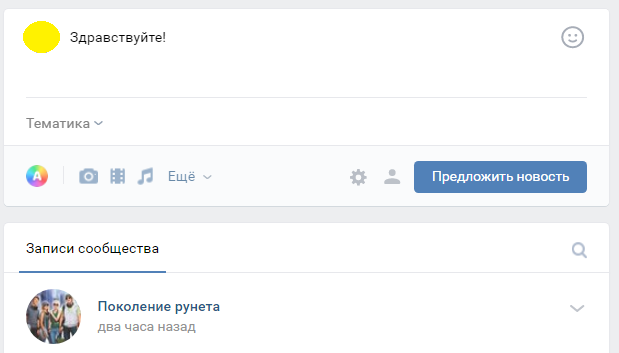 Здравствуйте!
Тематика
A
Ещё
Предложить новость
Записи сообщества
Поколение рунета
два часа назад